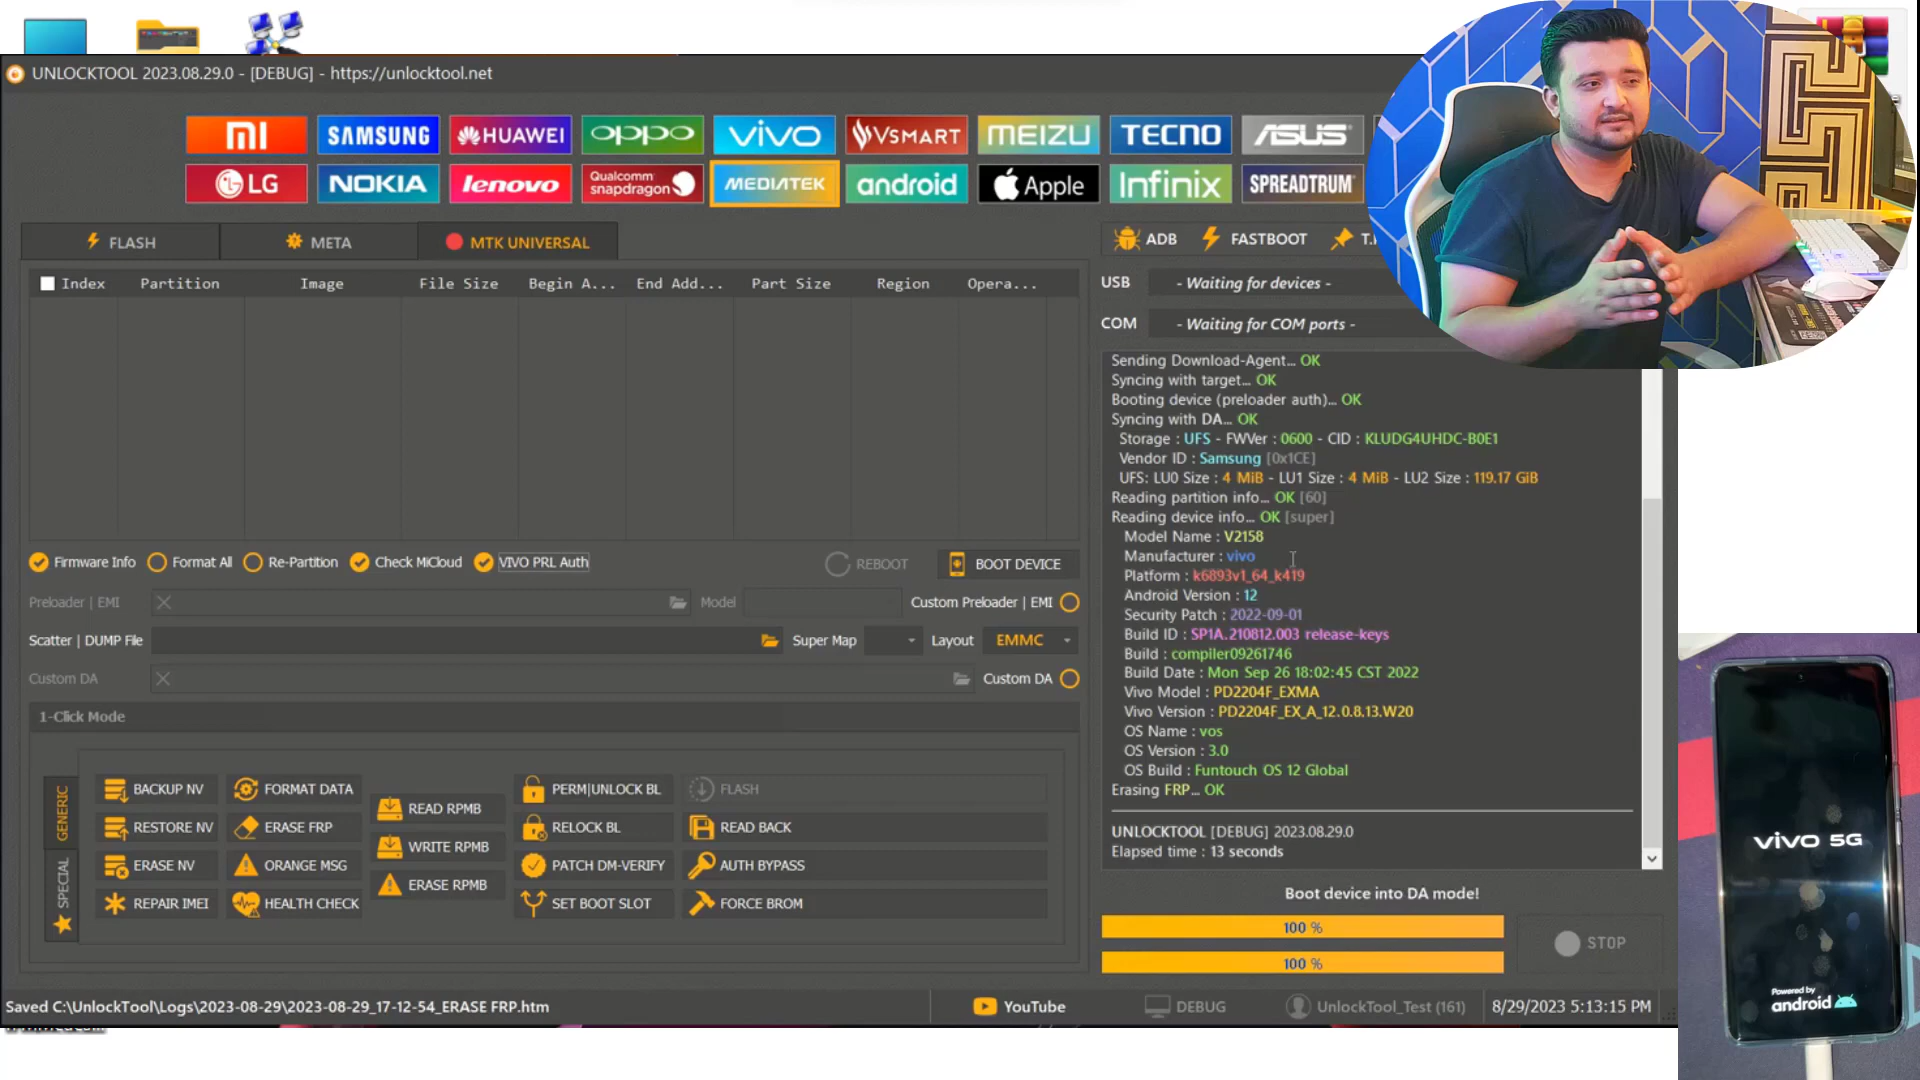 UNLOCKTOOL 2023.08.29.0 - [DEBUG] - https://unlocktool.net
SAMSUNG HUAWEI oppo vivo VSMART MEIZU TECNO ASUS
LG NOKIA lenovo Qualcomm snapdragon MEDIATEK android Apple Infinix SPREADTRUM
FLASH META MTK UNIVERSAL
ADB FASTBOOT
Index Partition Image File Size Begin A... End Add... Part Size Region Opera...
USB - Waiting for devices -
COM - Waiting for COM ports -
Sending Download-Agent... OK
Syncing with target... OK
Booting device (preloader auth)... OK
Syncing with DA... OK
Storage : UFS - FWVer : 0600 - CID : KLUDG4UHDC-B0E1
Vendor ID : Samsung [0x1CE]
UFS: LU0 Size : 4 MiB - LU1 Size : 4 MiB - LU2 Size : 119.17 GiB
Reading partition info... OK [60]
Reading device info... OK [super]
Model Name : V2158
Manufacturer : vivo
Platform : k6893v1_64_k419
Android Version : 12
Security Patch : 2022-09-01
Build ID : SP1A.210812.003 release-keys
Build : compiler09261746
Build Date : Mon Sep 26 18:02:45 CST 2022
Vivo Model : PD2204F_EXMA
Vivo Version : PD2204F_EX_A_12.0.8.13.W20
OS Name : vos
OS Version : 3.0
OS Build : Funtouch OS 12 Global
Erasing FRP... OK
UNLOCKTOOL [DEBUG] 2023.08.29.0
Elapsed time : 13 seconds
Firmware Info Format All Re-Partition Check MiCloud VIVO PRL Auth REBOOT BOOT DEVICE
Preloader | EMI Model Custom Preloader | EMI
Scatter | DUMP File Super Map Layout EMMC
Custom DA Custom DA
1-Click Mode
GENERIC
SPECIAL
BACKUP NV FORMAT DATA READ RPMB PERM|UNLOCK BL FLASH
RESTORE NV ERASE FRP WRITE RPMB RELOCK BL READ BACK
ERASE NV ORANGE MSG ERASE RPMB PATCH DM-VERIFY AUTH BYPASS
REPAIR IMEI HEALTH CHECK SET BOOT SLOT FORCE BROM
Boot device into DA mode!
100 %
100 %
STOP
Saved C:\UnlockTool\Logs\2023-08-29\2023-08-29_17-12-54_ERASE FRP.htm YouTube DEBUG UnlockTool_Test (161) 8/29/2023 5:13:15 PM
vivo 5G
Powered by
android